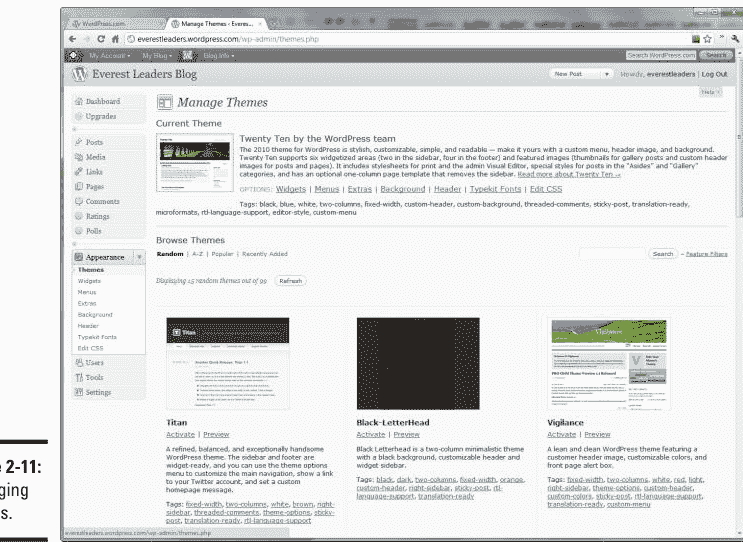 WordPress.com
Manage Themes ‹ Everes...
everestleaders.wordpress.com/wp-admin/themes.php
My Account
My Blog
Blog Info
Search WordPress.com
Search
Everest Leaders Blog
New Post
Howdy, everestleaders | Log Out
Help
Dashboard
Upgrades
Posts
Media
Links
Pages
Comments
Ratings
Polls
Appearance
Themes
Widgets
Menus
Extras
Background
Header
Typekit Fonts
Edit CSS
Users
Tools
Settings
Manage Themes
Current Theme
Twenty Ten by the WordPress team
The 2010 theme for WordPress is stylish, customizable, simple, and readable -- make it yours with a custom menu, header image, and background.
Twenty Ten supports six widgetized areas (two in the sidebar, four in the footer) and featured images (thumbnails for gallery posts and custom header
images for posts and pages). It includes stylesheets for print and the admin Visual Editor, special styles for posts in the "Asides" and "Gallery"
categories, and has an optional one-column page template that removes the sidebar. Read more about Twenty Ten →
OPTIONS: Widgets | Menus | Extras | Background | Header | Typekit Fonts | Edit CSS
Tags: black, blue, white, two-columns, fixed-width, custom-header, custom-background, threaded-comments, sticky-post, translation-ready,
microformats, rtl-language-support, editor-style, custom-menu
Browse Themes
Random | A-Z | Popular | Recently Added
Search
Feature Filters
Displaying 15 random themes out of 99
Refresh
Titan
Titan
Activate | Preview
A refined, balanced, and exceptionally handsome
WordPress theme. The sidebar and footer are
widget-ready, and you can use the theme options
menu to customize the main navigation, show a link
to your Twitter account, and set a custom
homepage message.
Tags: fixed-width, two-columns, white, brown, right-
sidebar, threaded-comments, theme-options, sticky-
post, translation-ready, rtl-language-support
Black-LetterHead
Activate | Preview
Black Letterhead is a two-column minimalistic theme
with a black background, customizable header and
widget sidebar.
Tags: black, dark, two-columns, fixed-width, orange,
custom-header, right-sidebar, sticky-post, rtl-
language-support, translation-ready
Vigilance
Vigilance
Activate | Preview
A lean and clean WordPress theme featuring a
customer header image, customizable colors, and
front page alert box.
Tags: fixed-width, two-columns, white, red, light,
right-sidebar, theme-options, custom-header,
custom-colors, sticky-post, rtl-language-support,
translation-ready, custom-menu
everestleaders.wordpress.com/wp-admin/themes.php
2-11:
ging
s.